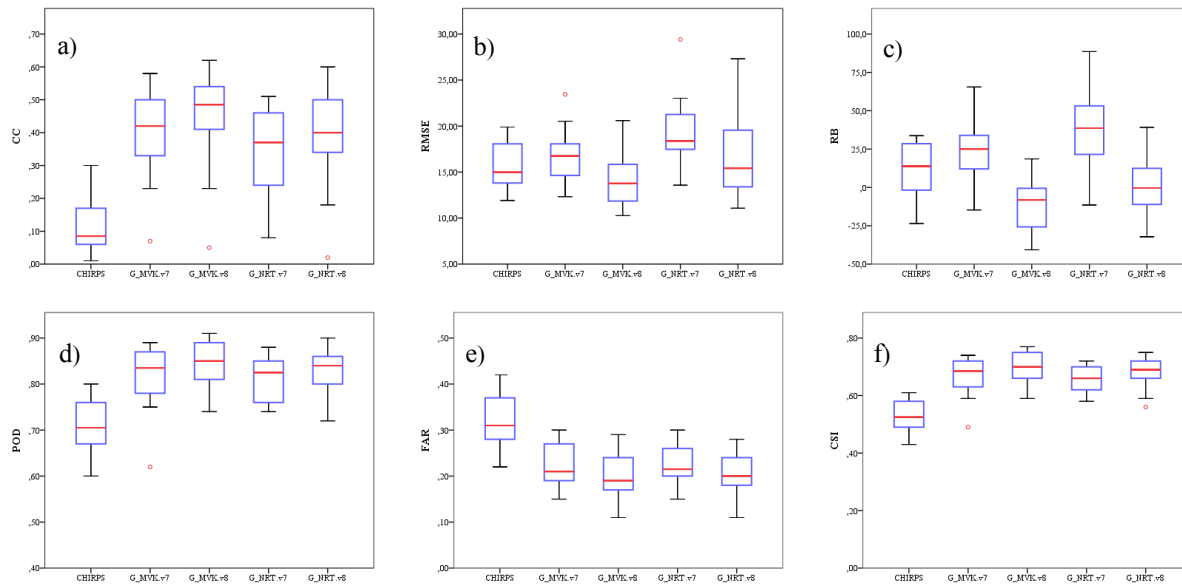 a)
CC
,70
,60
,50
,40
,30
,20
,10
,00
CHIRPS G_MVK.v7 G_MVK.v8 G_NRT.v7 G_NRT.v8
b)
RMSE
30,00
25,00
20,00
15,00
10,00
5,00
CHIRPS G_MVK.v7 G_MVK.v8 G_NRT.v7 G_NRT.v8
c)
RB
100,0
75,0
50,0
25,0
,0
-25,0
-50,0
CHIRPS G_MVK.v7 G_MVK.v8 G_NRT.v7 G_NRT.v8
d)
POD
,90
,80
,70
,60
,50
,40
CHIRPS G_MVK.v7 G_MVK.v8 G_NRT.v7 G_NRT.v8
e)
FAR
,50
,40
,30
,20
,10
,00
CHIRPS G_MVK.v7 G_MVK.v8 G_NRT.v7 G_NRT.v8
f)
CSI
,80
,60
,40
,20
,00
CHIRPS G_MVK.v7 G_MVK.v8 G_NRT.v7 G_NRT.v8